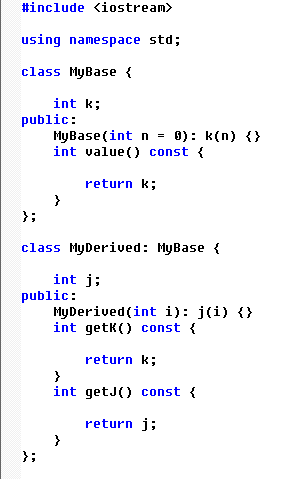 #include <iostream>
using namespace std;
class MyBase {
int k;
public:
MyBase(int n = 0): k(n) {}
int value() const {
return k;
}
};
class MyDerived: MyBase {
int j;
public:
MyDerived(int i): j(i) {}
int getK() const {
return k;
}
int getJ() const {
return j;
}
};